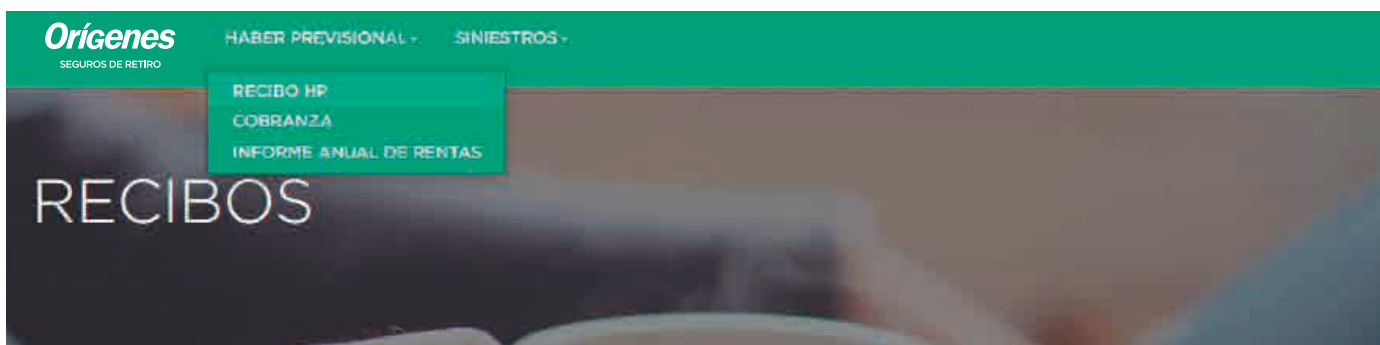 Orígenes
SEGUROS DE RETIRO
HABER PREVISIONAL -
SINIESTROS -
RECIBO HP
COBRANZA
INFORME ANUAL DE RENTAS
RECIBOS